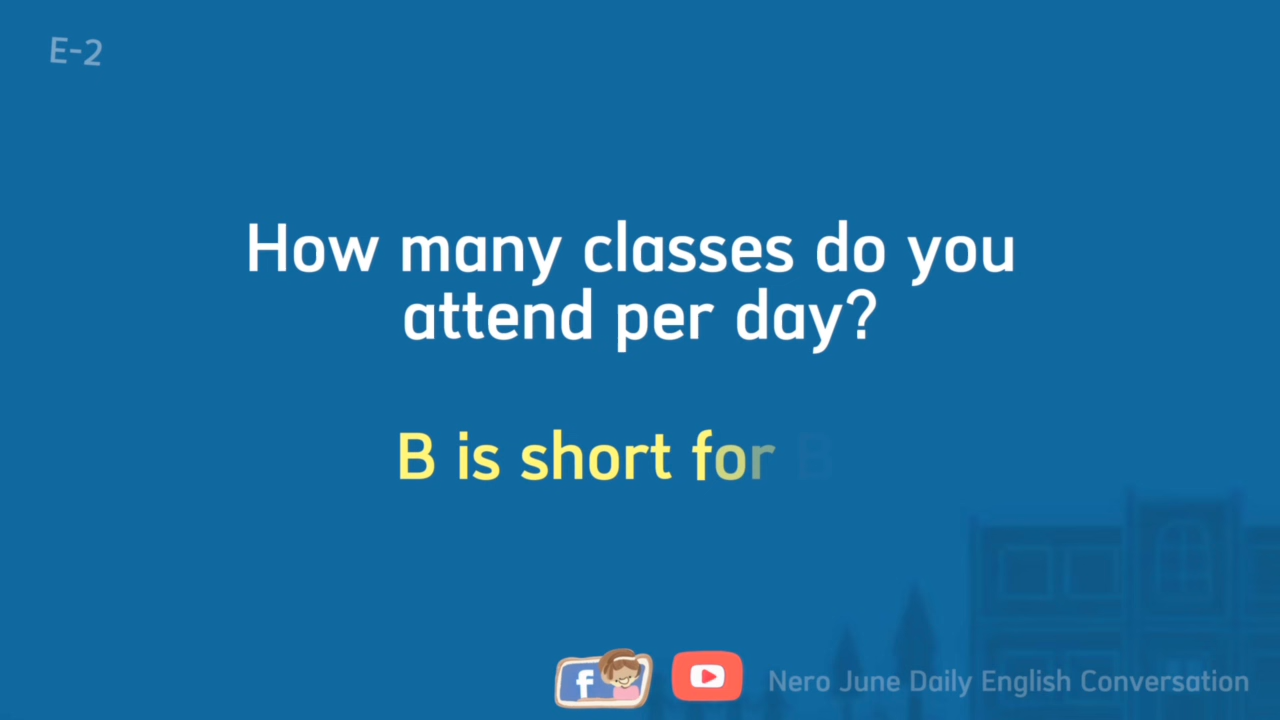 E-2
How many classes do you
attend per day?
B is short for B
f
Nero June Daily English Conversation